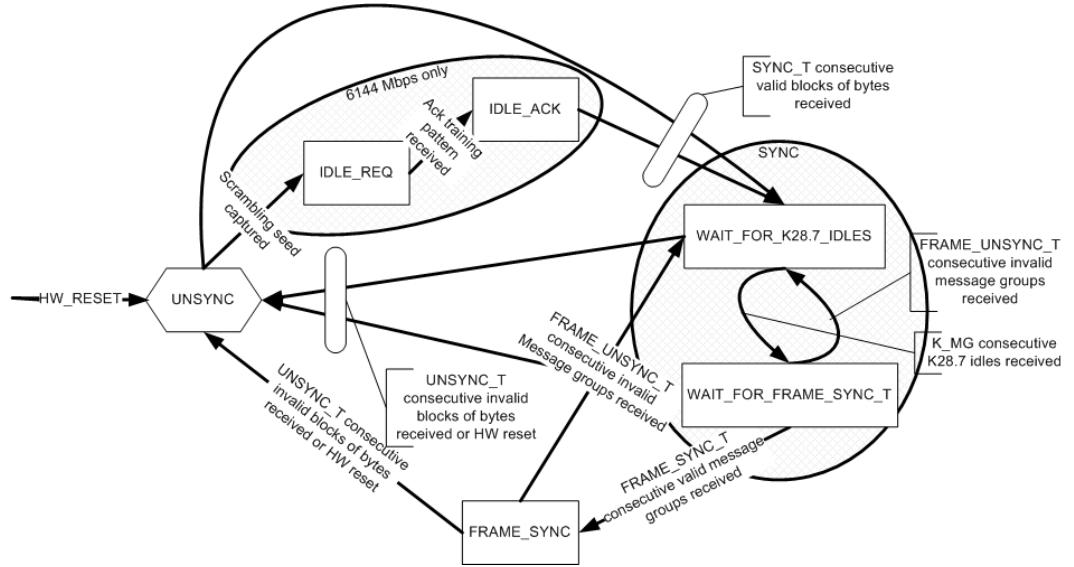 6144 Mbps only
SYNC_T consecutive
valid blocks of bytes
received
IDLE_ACK
Ack training
pattern
received
IDLE_REQ
SYNC
Scrambling seed
captured
WAIT_FOR_K28.7_IDLES
FRAME_UNSYNC_T
consecutive invalid
message groups
received
HW_RESET
UNSYNC
FRAME_UNSYNC_T
consecutive invalid
Message groups received
K_MG consecutive
K28.7 idles received
UNSYNC_T
consecutive invalid
blocks of bytes
received or HW reset
WAIT_FOR_FRAME_SYNC_T
UNSYNC_T consecutive
invalid blocks of bytes
received or HW reset
FRAME_SYNC_T
consecutive valid message
groups received
FRAME_SYNC